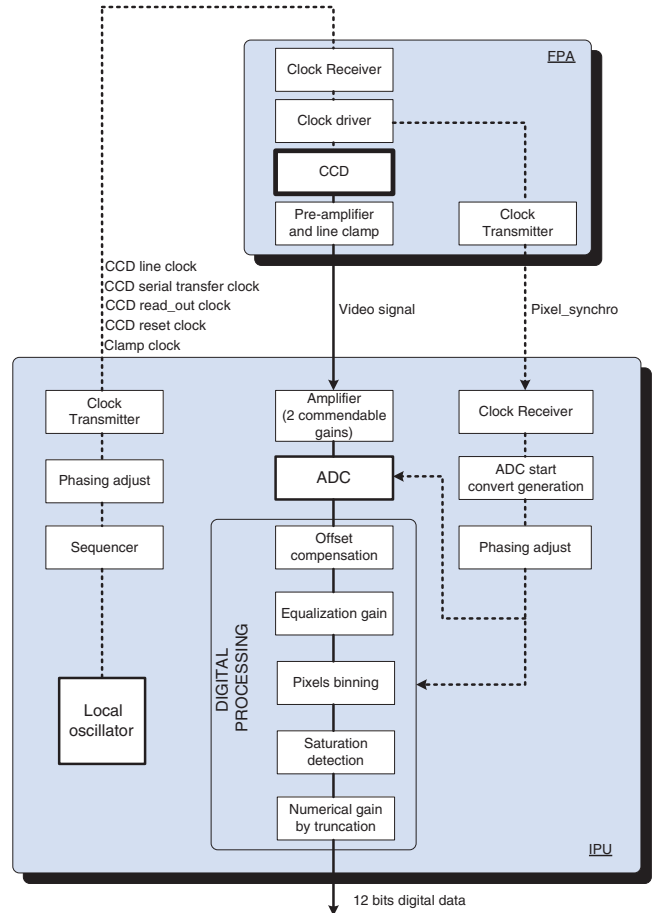 FPA
Clock Receiver
Clock driver
CCD
Pre-amplifier
and line clamp
Clock
Transmitter
CCD line clock
CCD serial transfer clock
CCD read_out clock
CCD reset clock
Clamp clock
Video signal
Pixel_synchro
Clock
Transmitter
Phasing adjust
Sequencer
Local
oscillator
Amplifier
(2 commendable
gains)
ADC
Clock Receiver
ADC start
convert generation
Phasing adjust
DIGITAL
PROCESSING
Offset
compensation
Equalization gain
Pixels binning
Saturation
detection
Numerical gain
by truncation
IPU
12 bits digital data